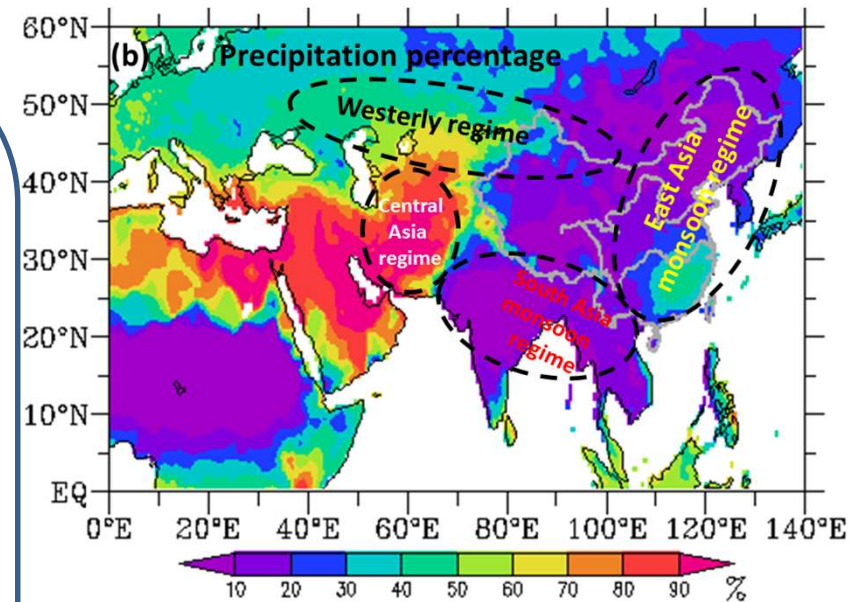 (b) Precipitation percentage
60°N
50°N
40°N
30°N
20°N
10°N
EQ
Westerly regime
Central
Asia
regime
East Asia
monsoon regime
South Asia
monsoon
regime
0°E 20°E 40°E 60°E 80°E 100°E 120°E 140°E
10 20 30 40 50 60 70 80 90 %